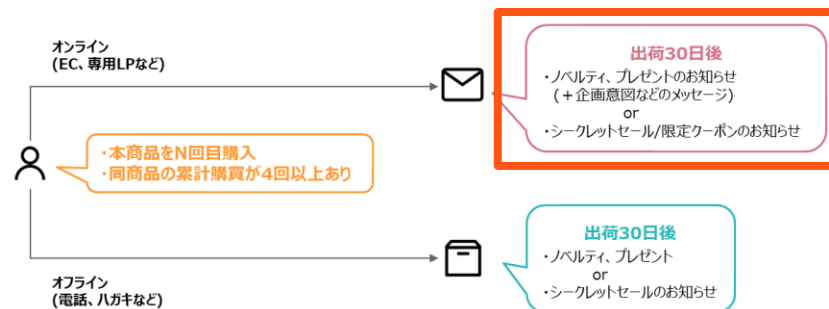 オンライン
(EC、専用LPなど)
出荷30日後
・ノベルティ、プレゼントのお知らせ
(+企画意図などのメッセージ)
or
・シークレットセール/限定クーポンのお知らせ
・本商品をN回目購入
・同商品の累計購買が4回以上あり
出荷30日後
・ノベルティ、プレゼント
or
・シークレットセールのお知らせ
オフライン
(電話、ハガキなど)